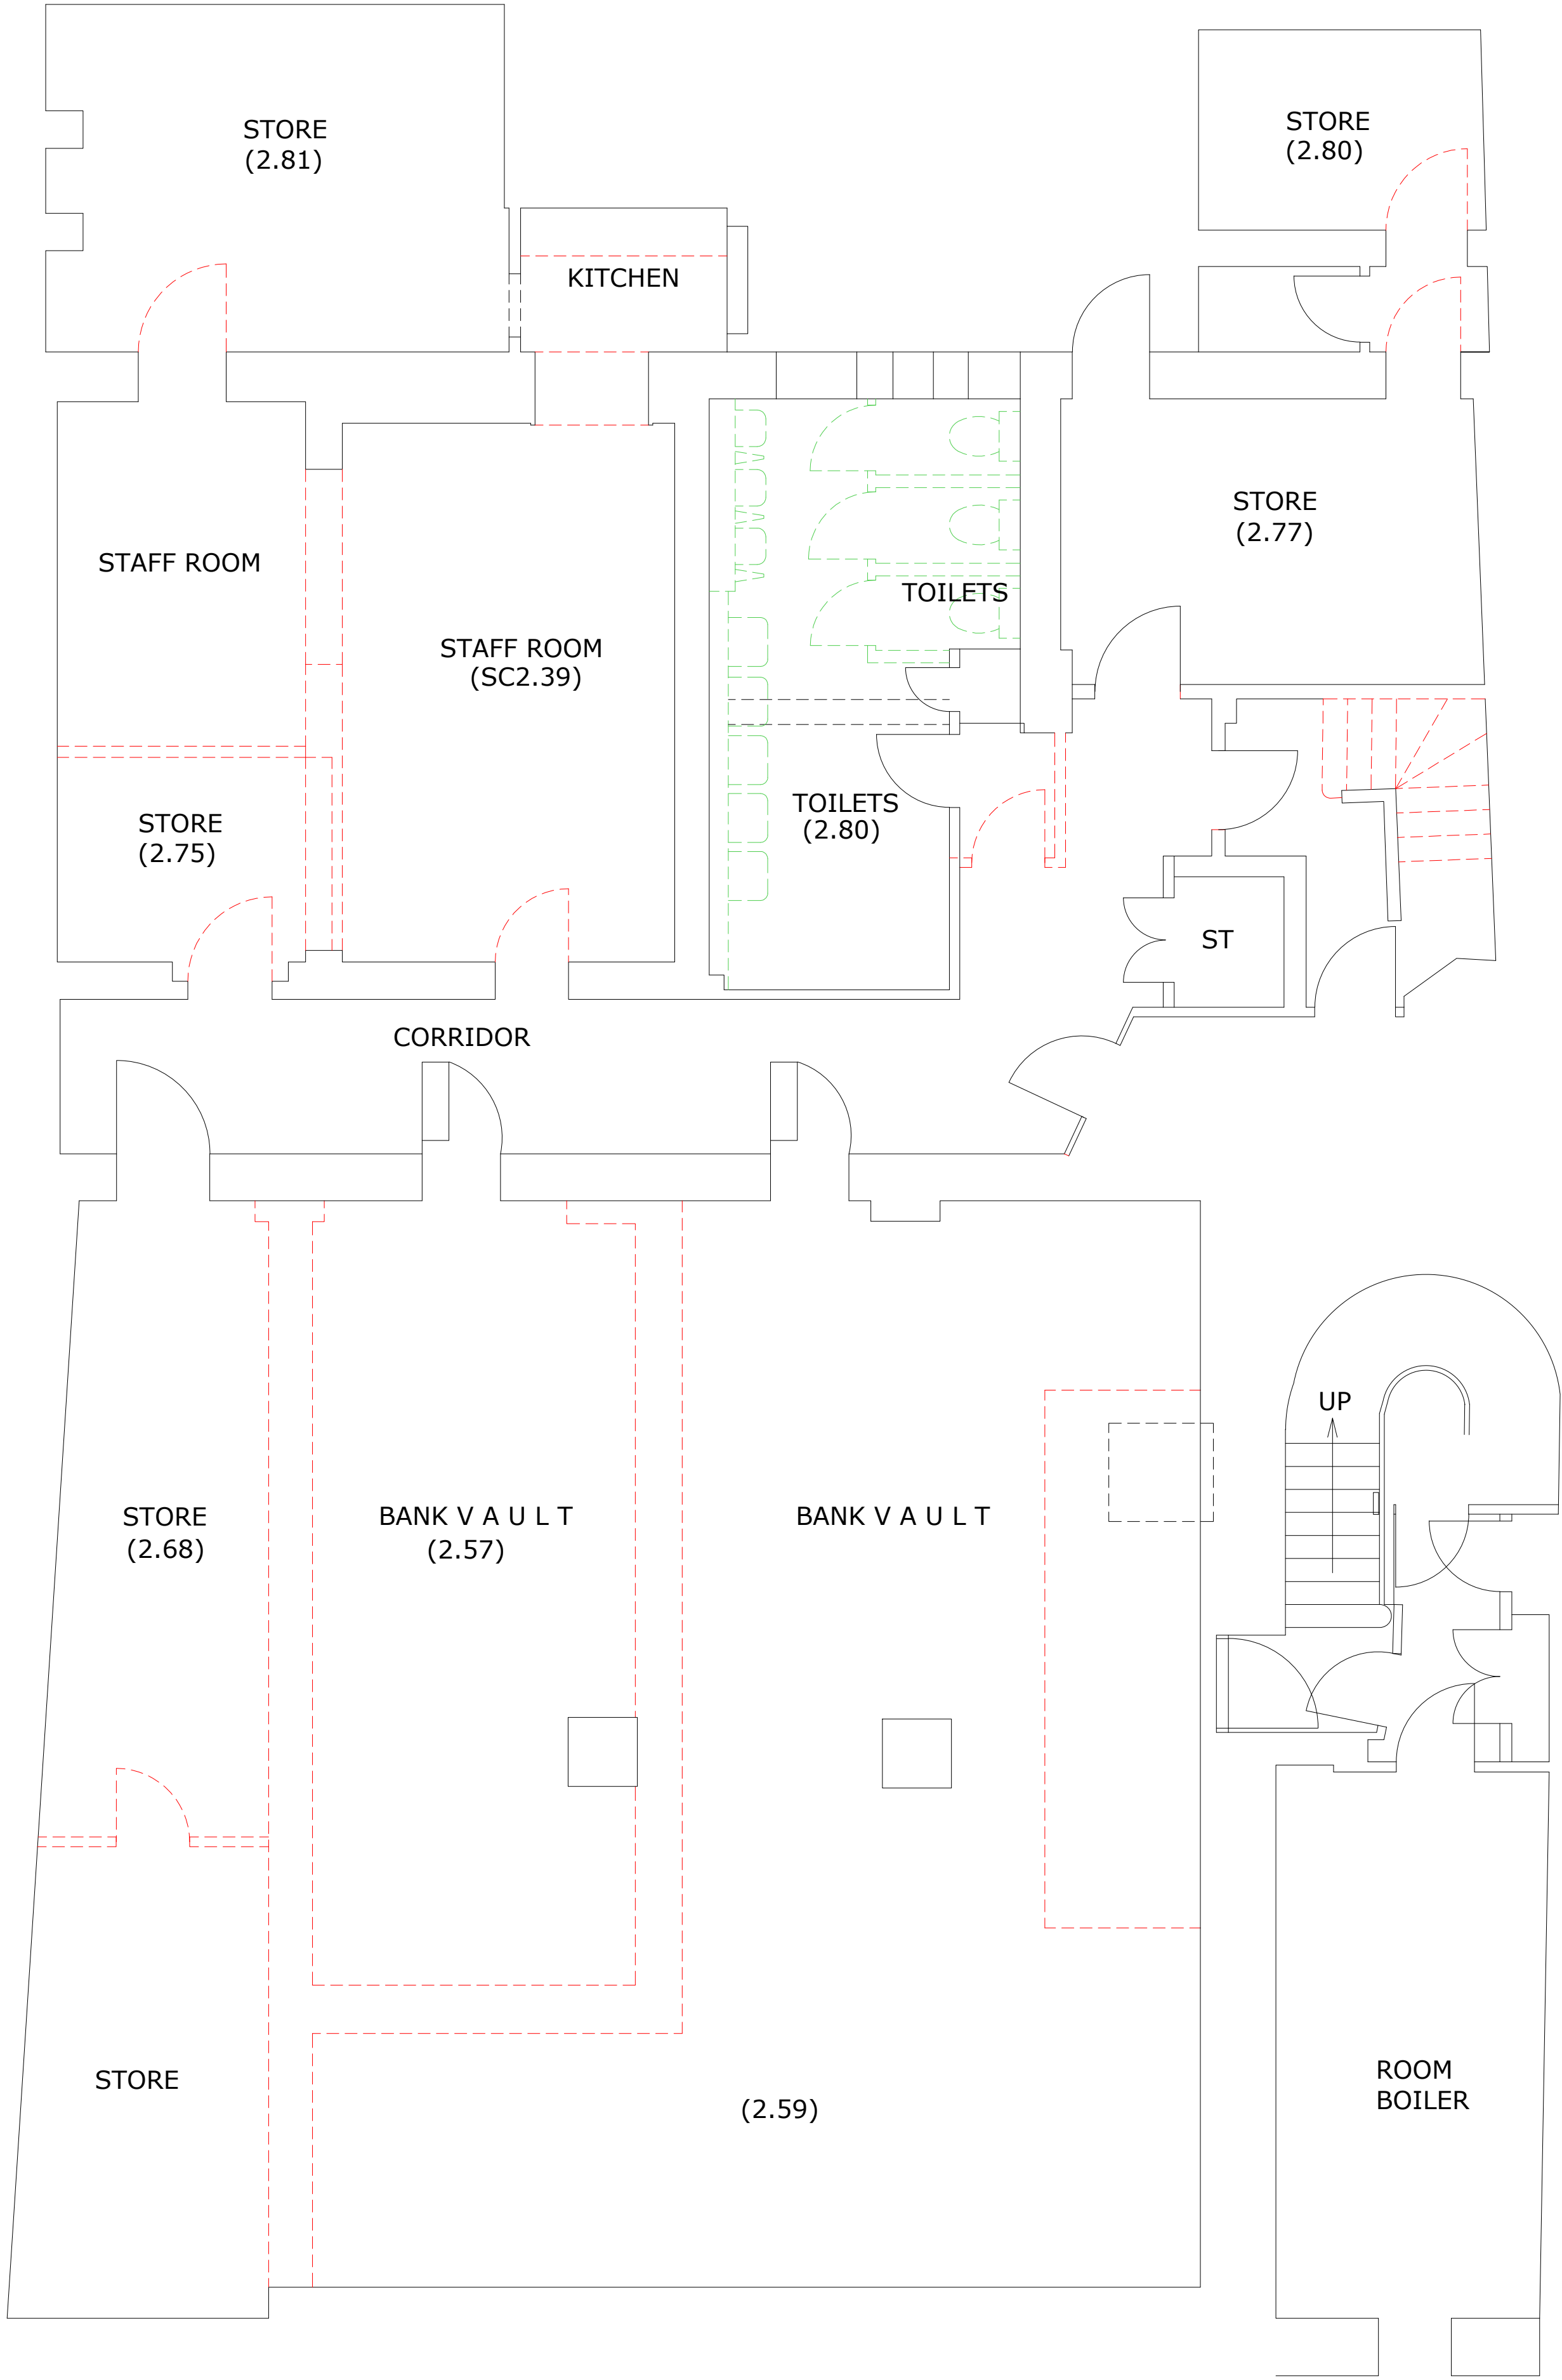 STORE
(2.81)
STORE
(2.80)
KITCHEN
STORE
(2.77)
STAFF ROOM
TOILETS
STAFF ROOM
(SC2.39)
TOILETS
(2.80)
STORE
(2.75)
ST
CORRIDOR
UP
STORE
(2.68)
BANK V A U L T
(2.57)
BANK V A U L T
STORE
(2.59)
ROOM
BOILER